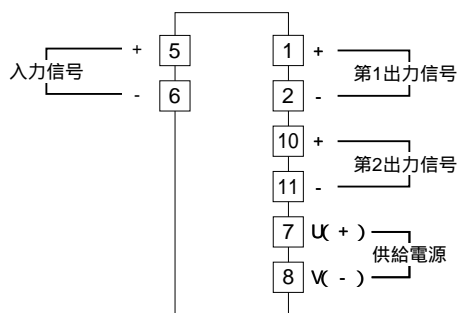 + 5
入力信号
- 6
1 +
第1出力信号
2 -
10 +
第2出力信号
11 -
7 U( + )
供給電源
8 V( - )